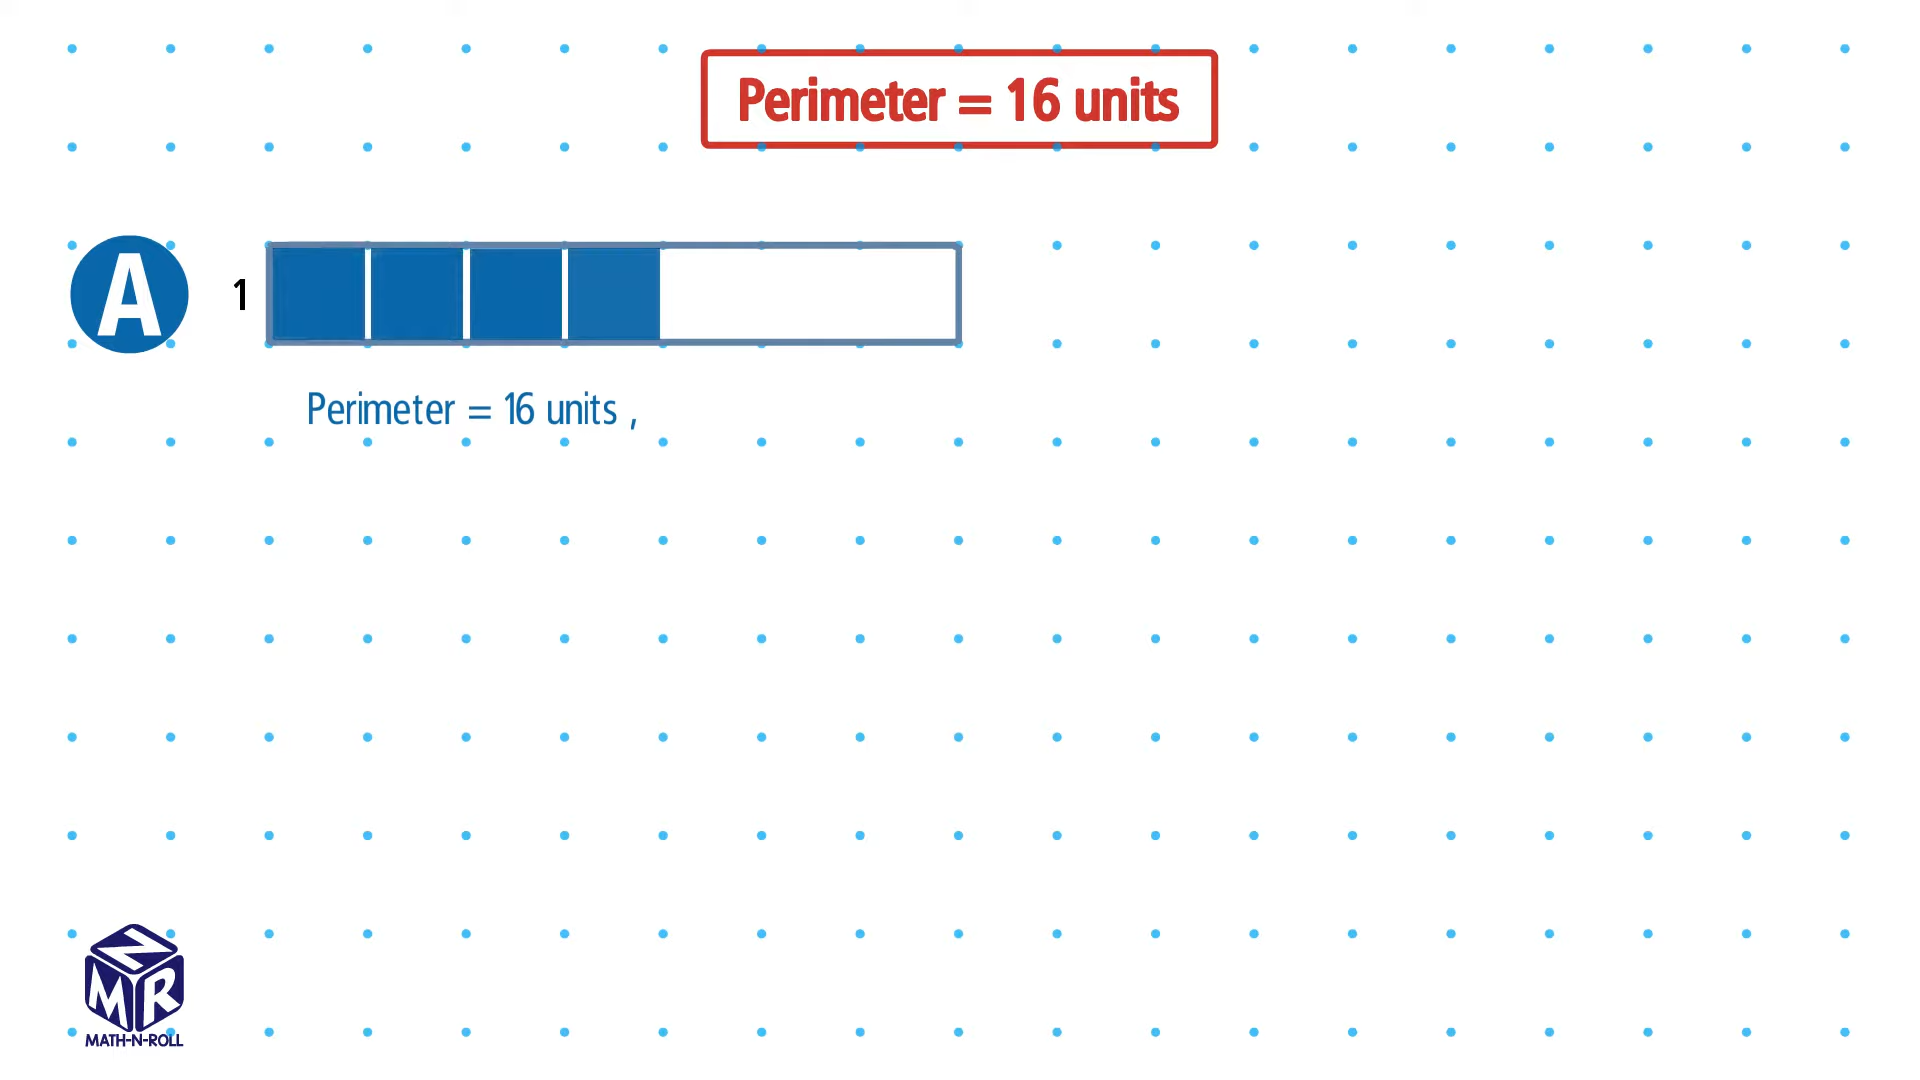 Perimeter = 16 units
A
1
Perimeter = 16 units ,
N
M R
MATH-N-ROLL